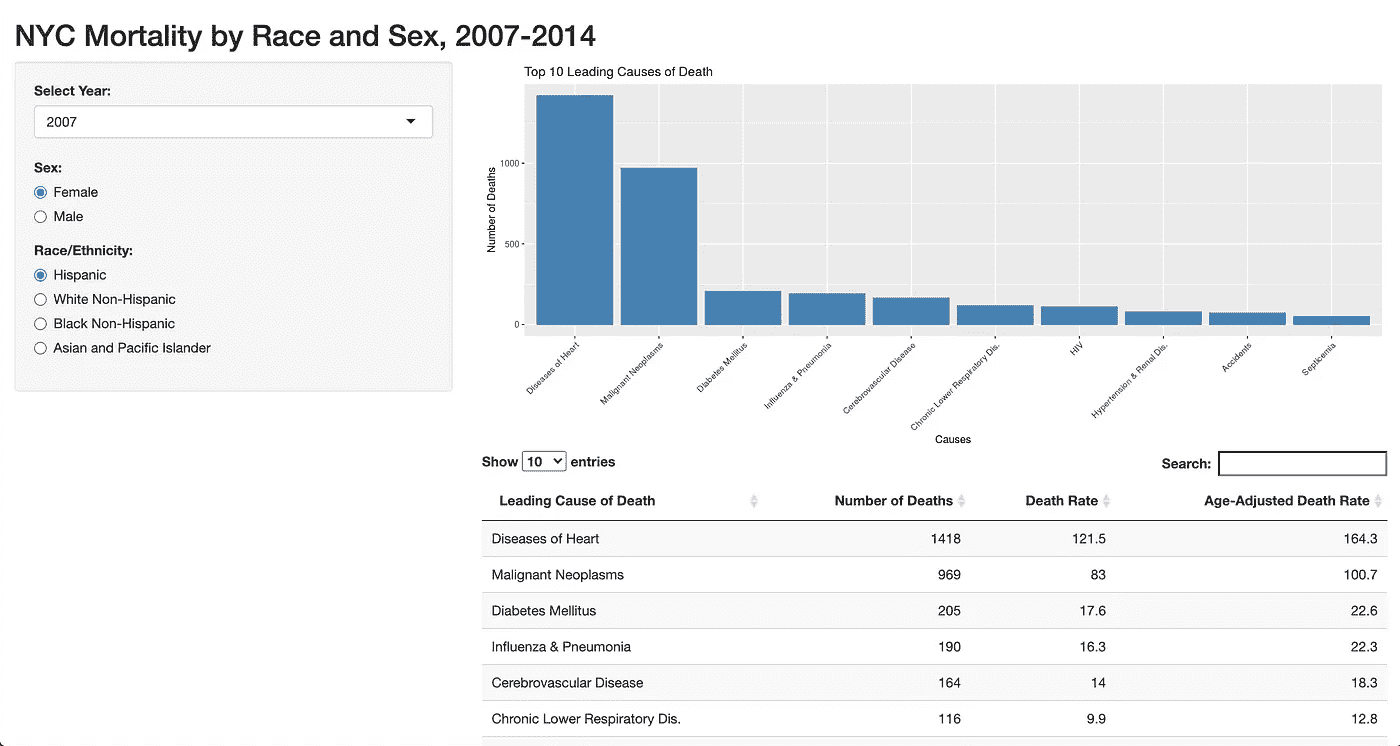 NYC Mortality by Race and Sex, 2007-2014
Select Year:
2007
Sex:
Female
Male
Race/Ethnicity:
Hispanic
White Non-Hispanic
Black Non-Hispanic
Asian and Pacific Islander
Top 10 Leading Causes of Death
Number of Deaths
1000
500
0
Diseases of Heart
Malignant Neoplasms
Diabetes Mellitus
Influenza & Pneumonia
Cerebrovascular Disease
Chronic Lower Respiratory Dis.
HIV
Hypertension & Renal Dis.
Accidents
Septicemia
Causes
Show 10 entries Search:
Leading Cause of Death Number of Deaths Death Rate Age-Adjusted Death Rate
Diseases of Heart 1418 121.5 164.3
Malignant Neoplasms 969 83 100.7
Diabetes Mellitus 205 17.6 22.6
Influenza & Pneumonia 190 16.3 22.3
Cerebrovascular Disease 164 14 18.3
Chronic Lower Respiratory Dis. 116 9.9 12.8